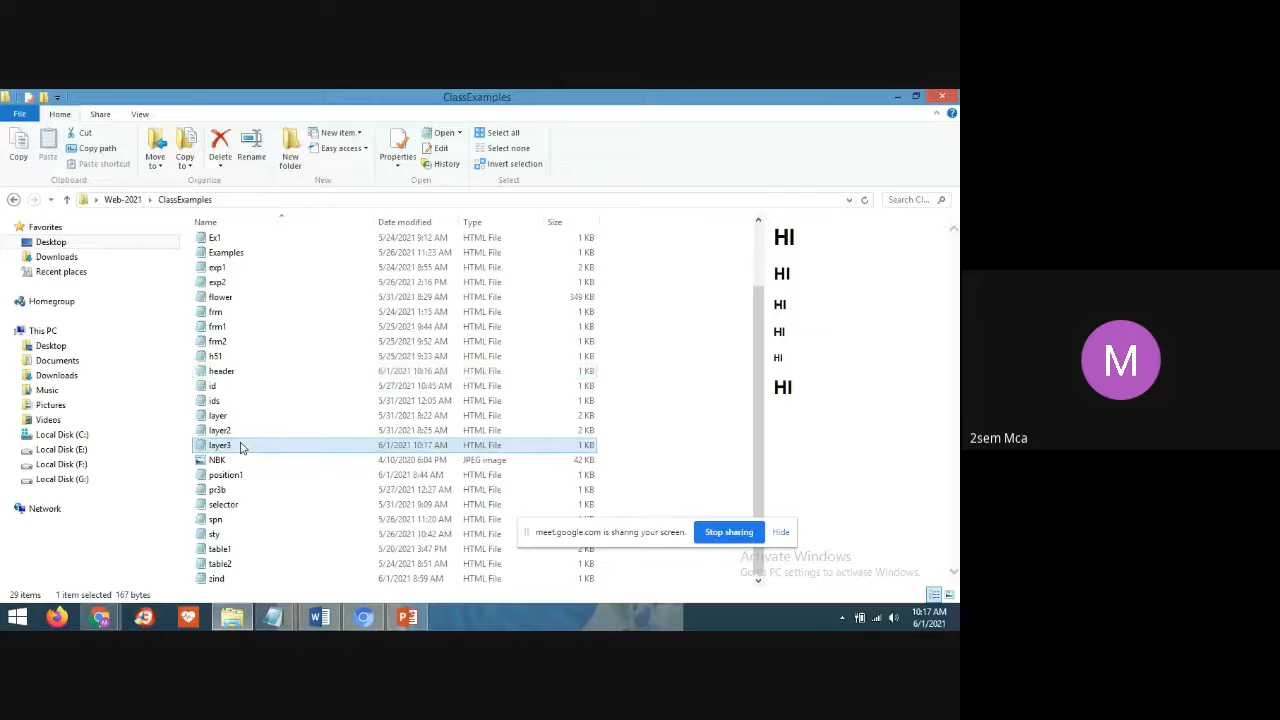 ClassExamples
File Home Share View
Cut
Copy path
Paste shortcut
Copy Paste
Clipboard
Move to Copy to Delete Rename
Organize
New folder
New item
Easy access
New
Properties
Open
Edit
History
Open
Select all
Select none
Invert selection
Select
Web-2021 ClassExamples
Search Cl...
Favorites
Desktop
Downloads
Recent places
Homegroup
This PC
Desktop
Documents
Downloads
Music
Pictures
Videos
Local Disk (C:)
Local Disk (E:)
Local Disk (F:)
Local Disk (G:)
Network
Name Date modified Type Size
Ex1 5/24/2021 9:12 AM HTML File 1 KB
Examples 5/26/2021 11:23 AM HTML File 1 KB
exp1 5/24/2021 8:55 AM HTML File 2 KB
exp2 5/26/2021 2:16 PM HTML File 1 KB
flower 5/31/2021 8:29 AM HTML File 349 KB
frm 5/24/2021 1:15 AM HTML File 1 KB
frm1 5/25/2021 9:44 AM HTML File 1 KB
frm2 5/25/2021 9:52 AM HTML File 1 KB
h51 5/25/2021 9:33 AM HTML File 1 KB
header 6/1/2021 10:16 AM HTML File 1 KB
id 5/27/2021 10:45 AM HTML File 1 KB
ids 5/31/2021 12:05 AM HTML File 1 KB
layer 5/31/2021 8:22 AM HTML File 2 KB
layer2 5/31/2021 8:25 AM HTML File 2 KB
layer3 6/1/2021 10:17 AM HTML File 1 KB
NBK 4/10/2020 6:04 PM JPEG image 42 KB
position1 6/1/2021 8:44 AM HTML File 1 KB
pr3b 5/27/2021 12:27 AM HTML File 1 KB
selector 5/31/2021 9:09 AM HTML File 1 KB
spn 5/26/2021 11:20 AM HTML File
sty 5/26/2021 10:42 AM HTML File
table1 5/20/2021 3:47 PM HTML File 2 KB
table2 5/24/2021 8:51 AM HTML File 1 KB
zind 6/1/2021 8:59 AM HTML File 1 KB
HI
HI
HI
HI
HI
HI
meet.google.com is sharing your screen. Stop sharing Hide
Activate Windows
Go to PC settings to activate Windows.
29 items 1 item selected 167 bytes
10:17 AM
6/1/2021
M
2sem Mca